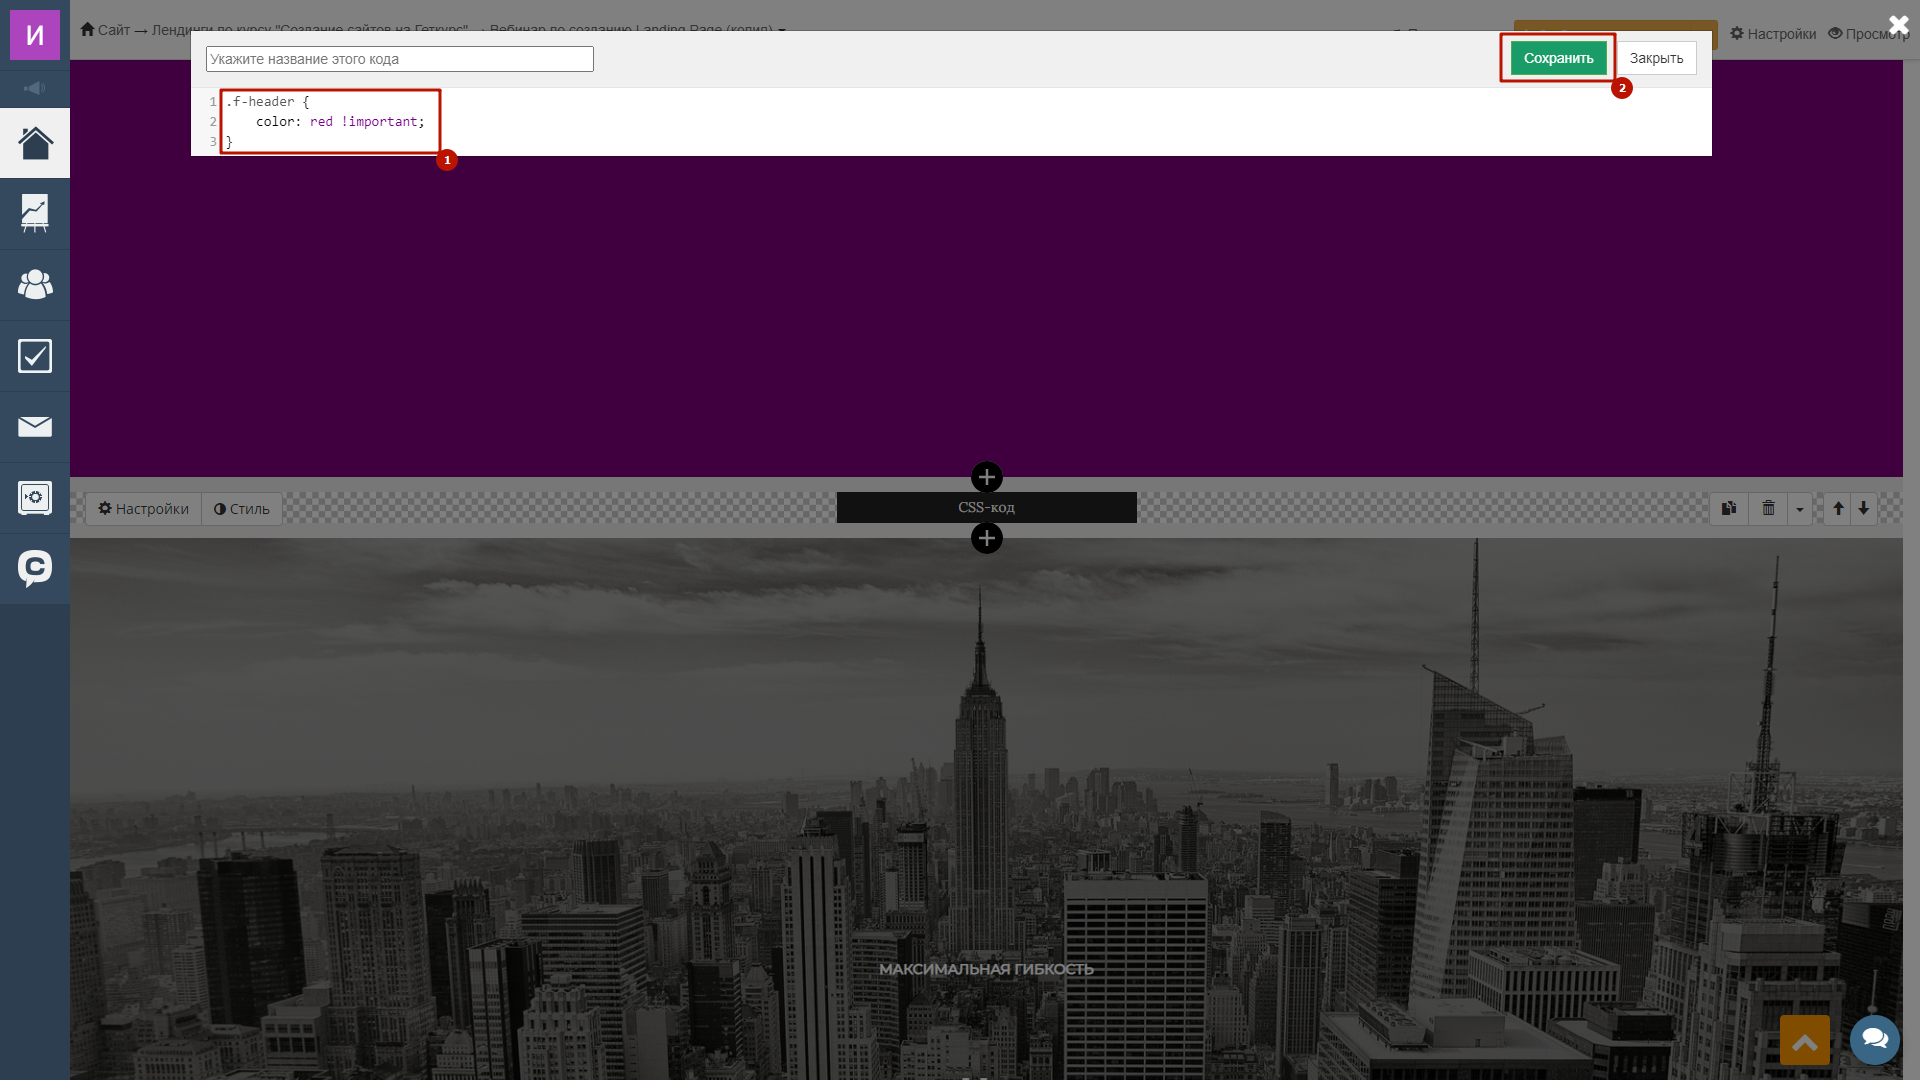 И
Сайт → Лендинги по курсу "Создание сайтов на Геткурс" → Вебинар по созданию Landing Page (копия)
Настройки
Просмотр
Укажите название этого кода
Сохранить
Закрыть
2
1 .f-header {
2 color: red !important;
3 }
1
Настройки
Стиль
CSS-код
C
МАКСИМАЛЬНАЯ ГИБКОСТЬ